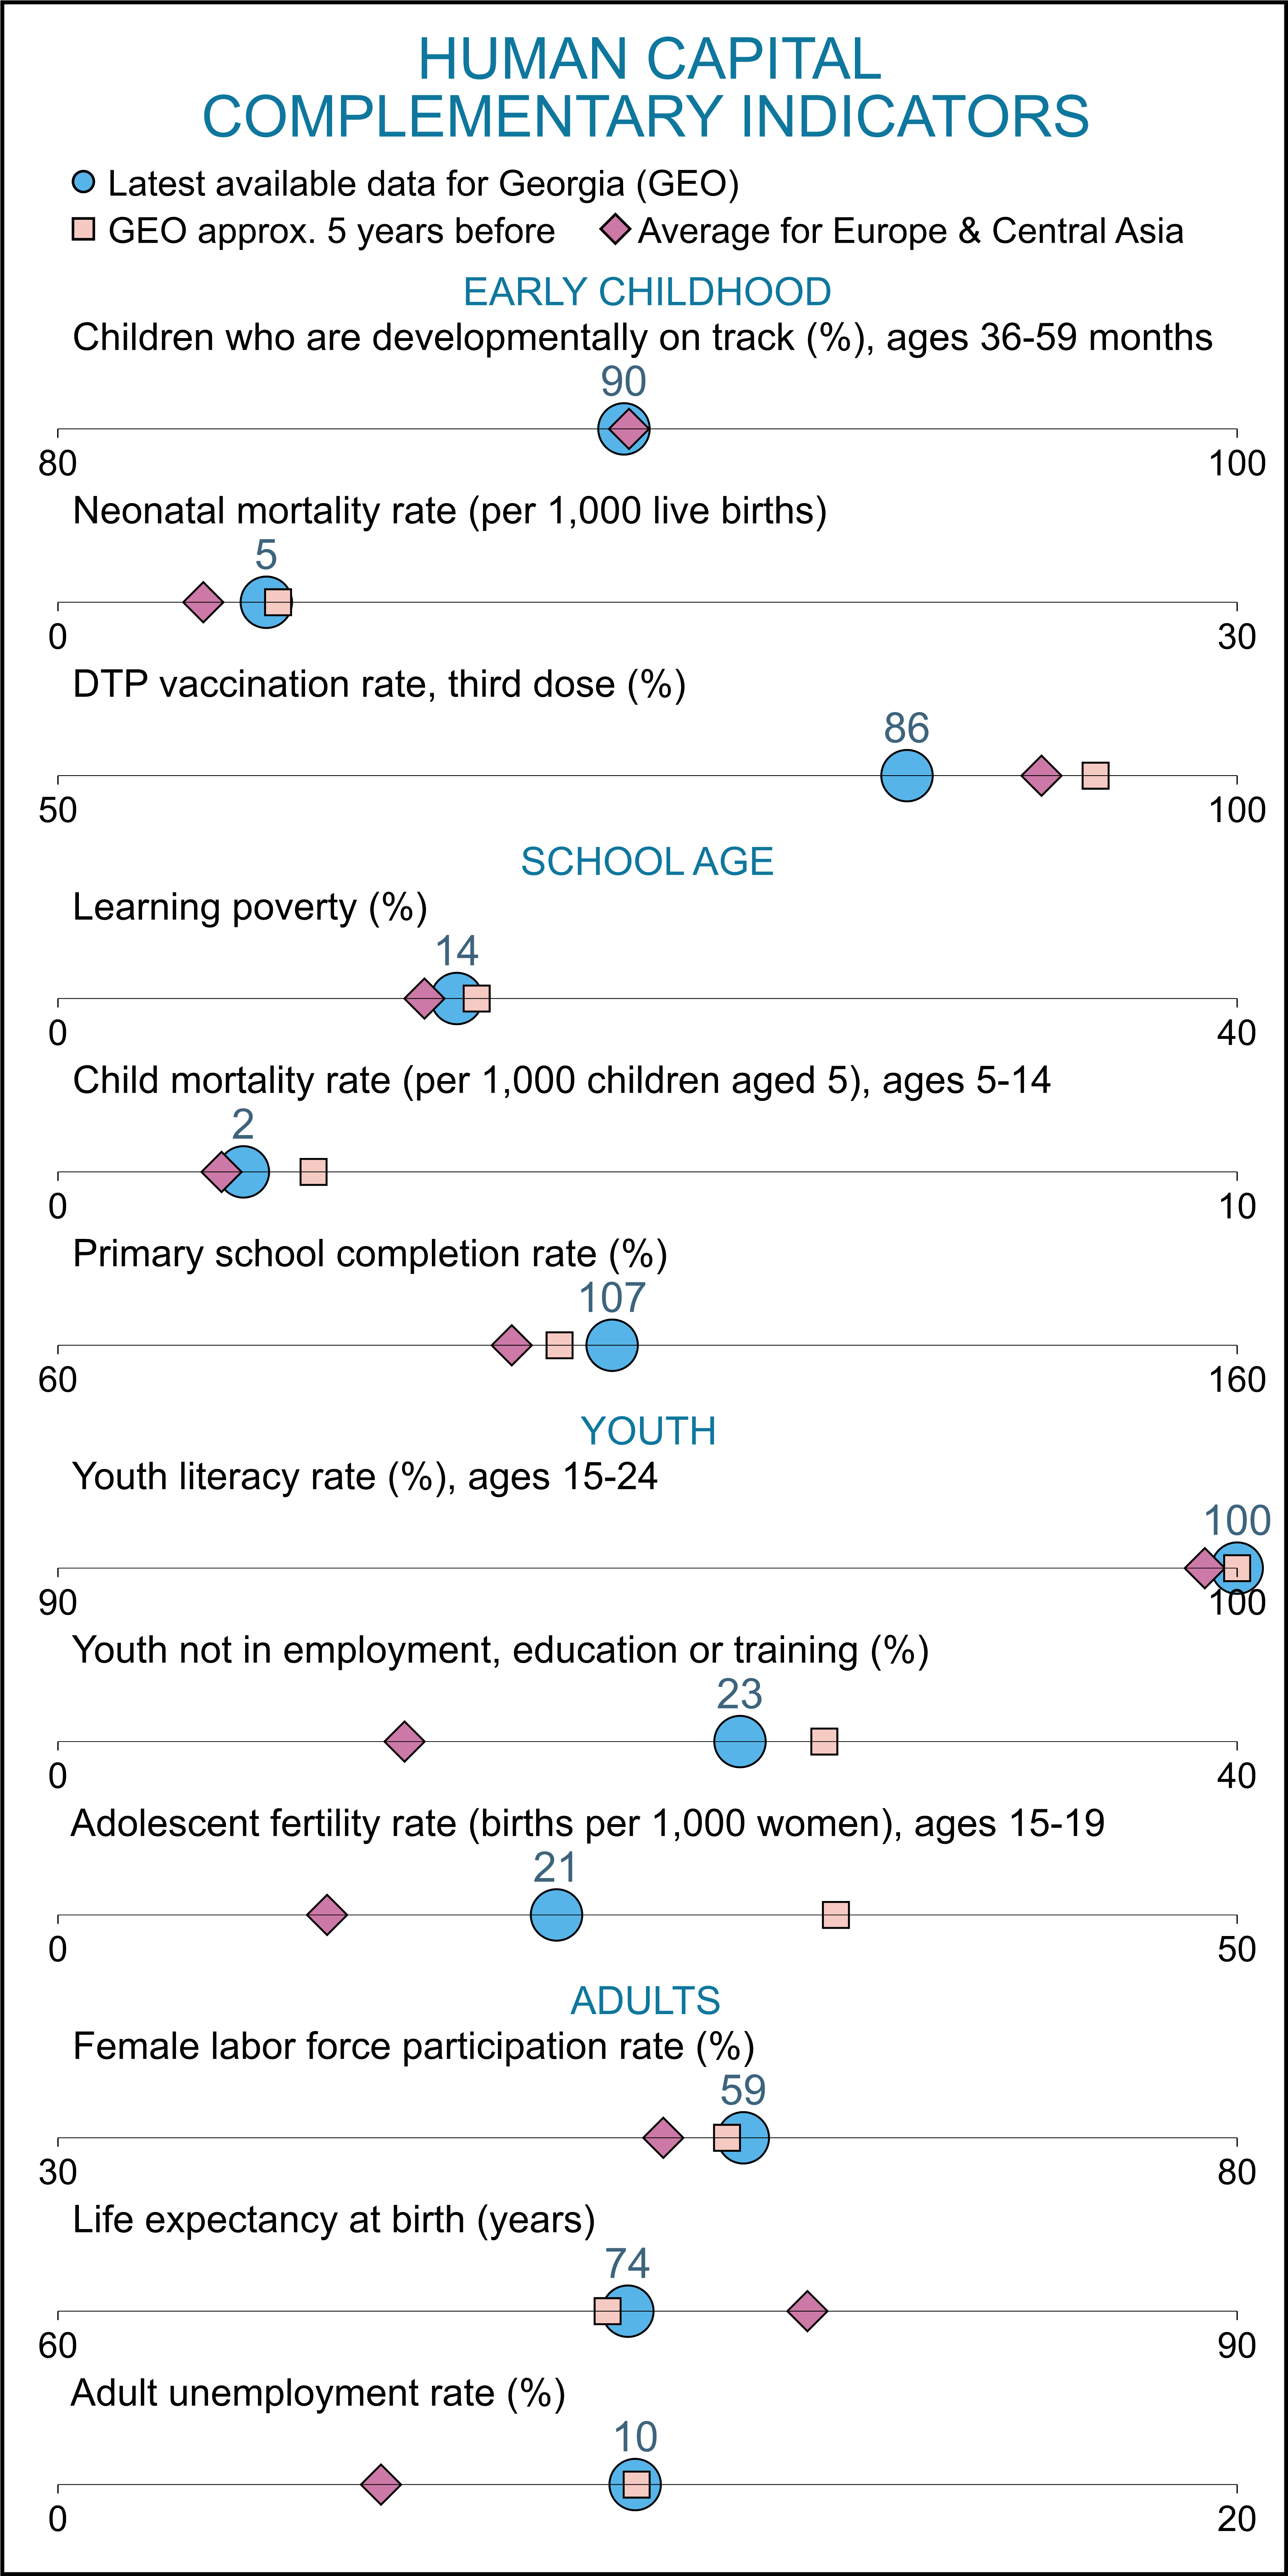 HUMAN CAPITAL
COMPLEMENTARY INDICATORS
Latest available data for Georgia (GEO)
GEO approx. 5 years before Average for Europe & Central Asia
EARLY CHILDHOOD
Children who are developmentally on track (%), ages 36-59 months
90
80 100
Neonatal mortality rate (per 1,000 live births)
5
0 30
DTP vaccination rate, third dose (%)
86
50 100
SCHOOL AGE
Learning poverty (%)
14
0 40
Child mortality rate (per 1,000 children aged 5), ages 5-14
2
0 10
Primary school completion rate (%)
107
60 160
YOUTH
Youth literacy rate (%), ages 15-24
100
90 100
Youth not in employment, education or training (%)
23
0 40
Adolescent fertility rate (births per 1,000 women), ages 15-19
21
0 50
ADULTS
Female labor force participation rate (%)
59
30 80
Life expectancy at birth (years)
74
60 90
Adult unemployment rate (%)
10
0 20